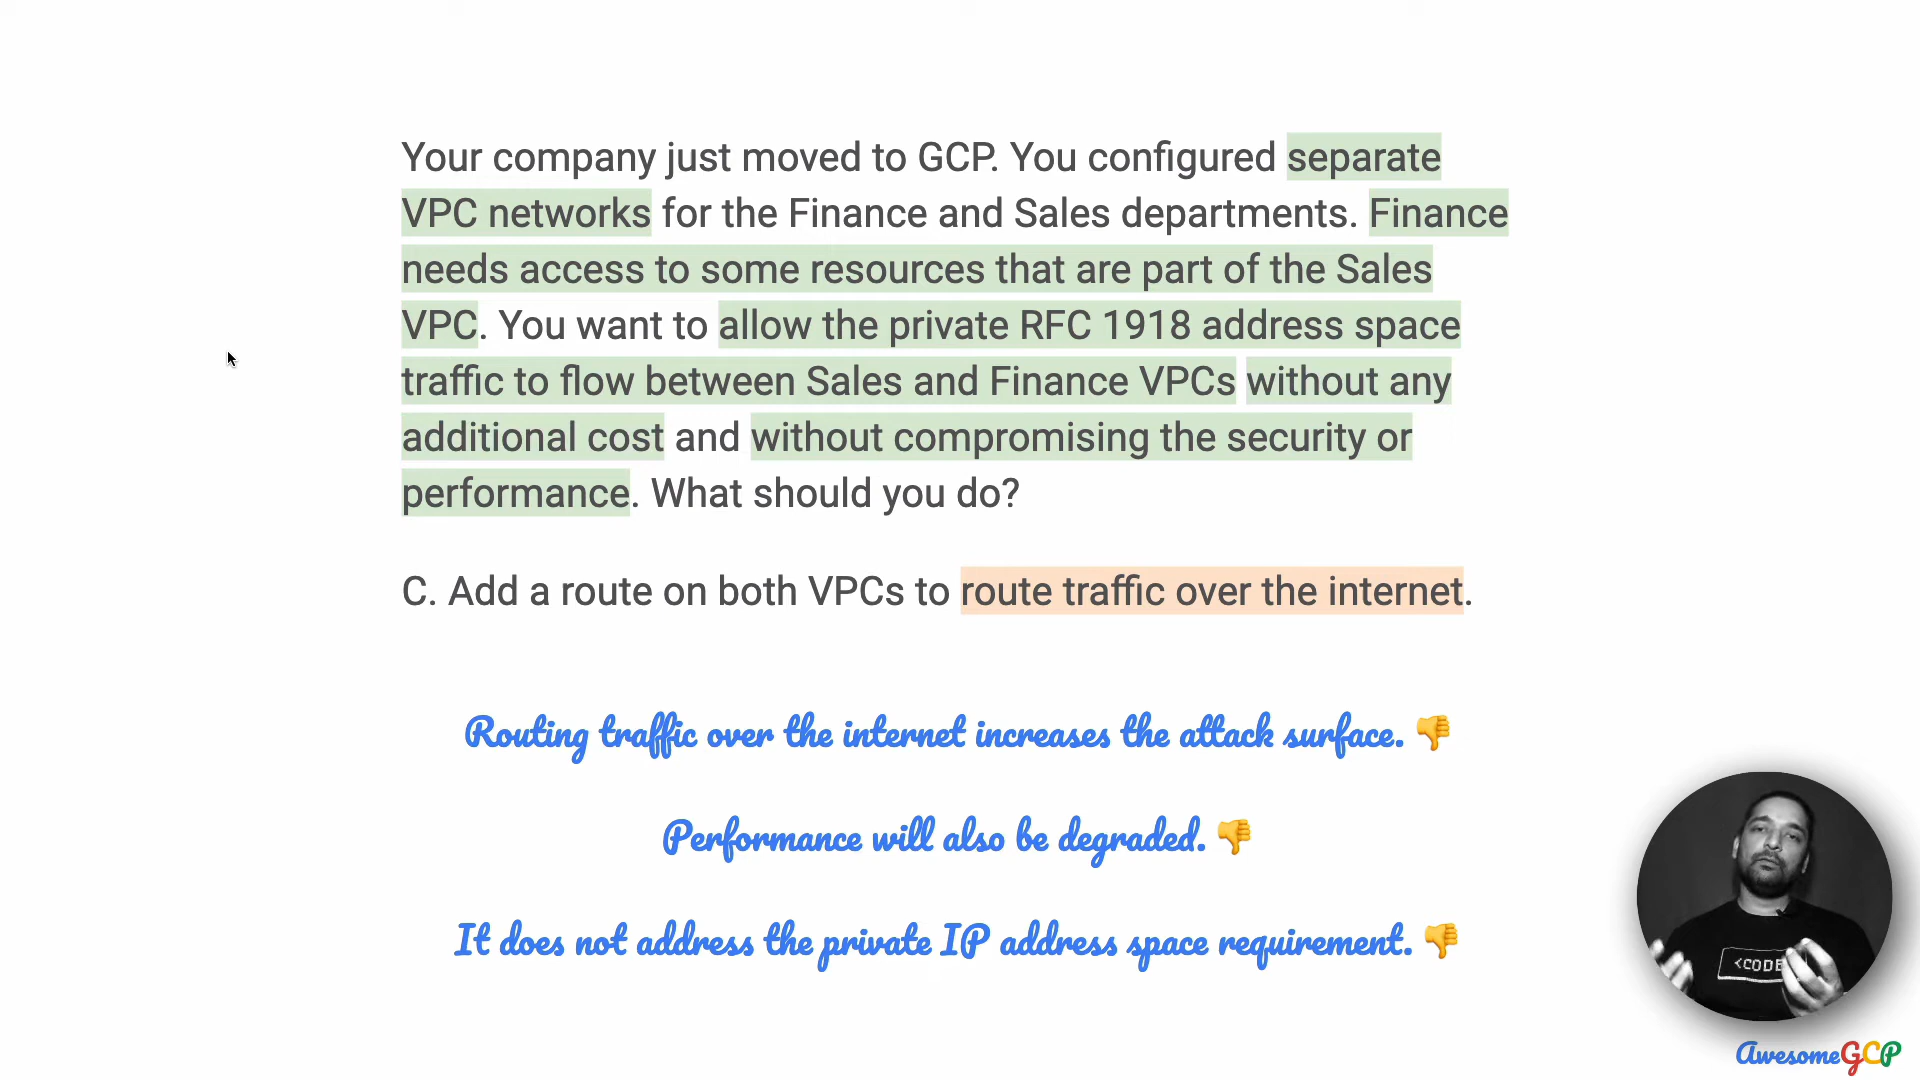 Your company just moved to GCP. You configured separate
VPC networks for the Finance and Sales departments. Finance
needs access to some resources that are part of the Sales
VPC. You want to allow the private RFC 1918 address space
traffic to flow between Sales and Finance VPCs without any
additional cost and without compromising the security or
performance. What should you do?
C. Add a route on both VPCs to route traffic over the internet.
Routing traffic over the internet increases the attack surface. 👎
Performance will also be degraded. 👎
It does not address the private IP address space requirement. 👎
<CODE
AwesomeGCP